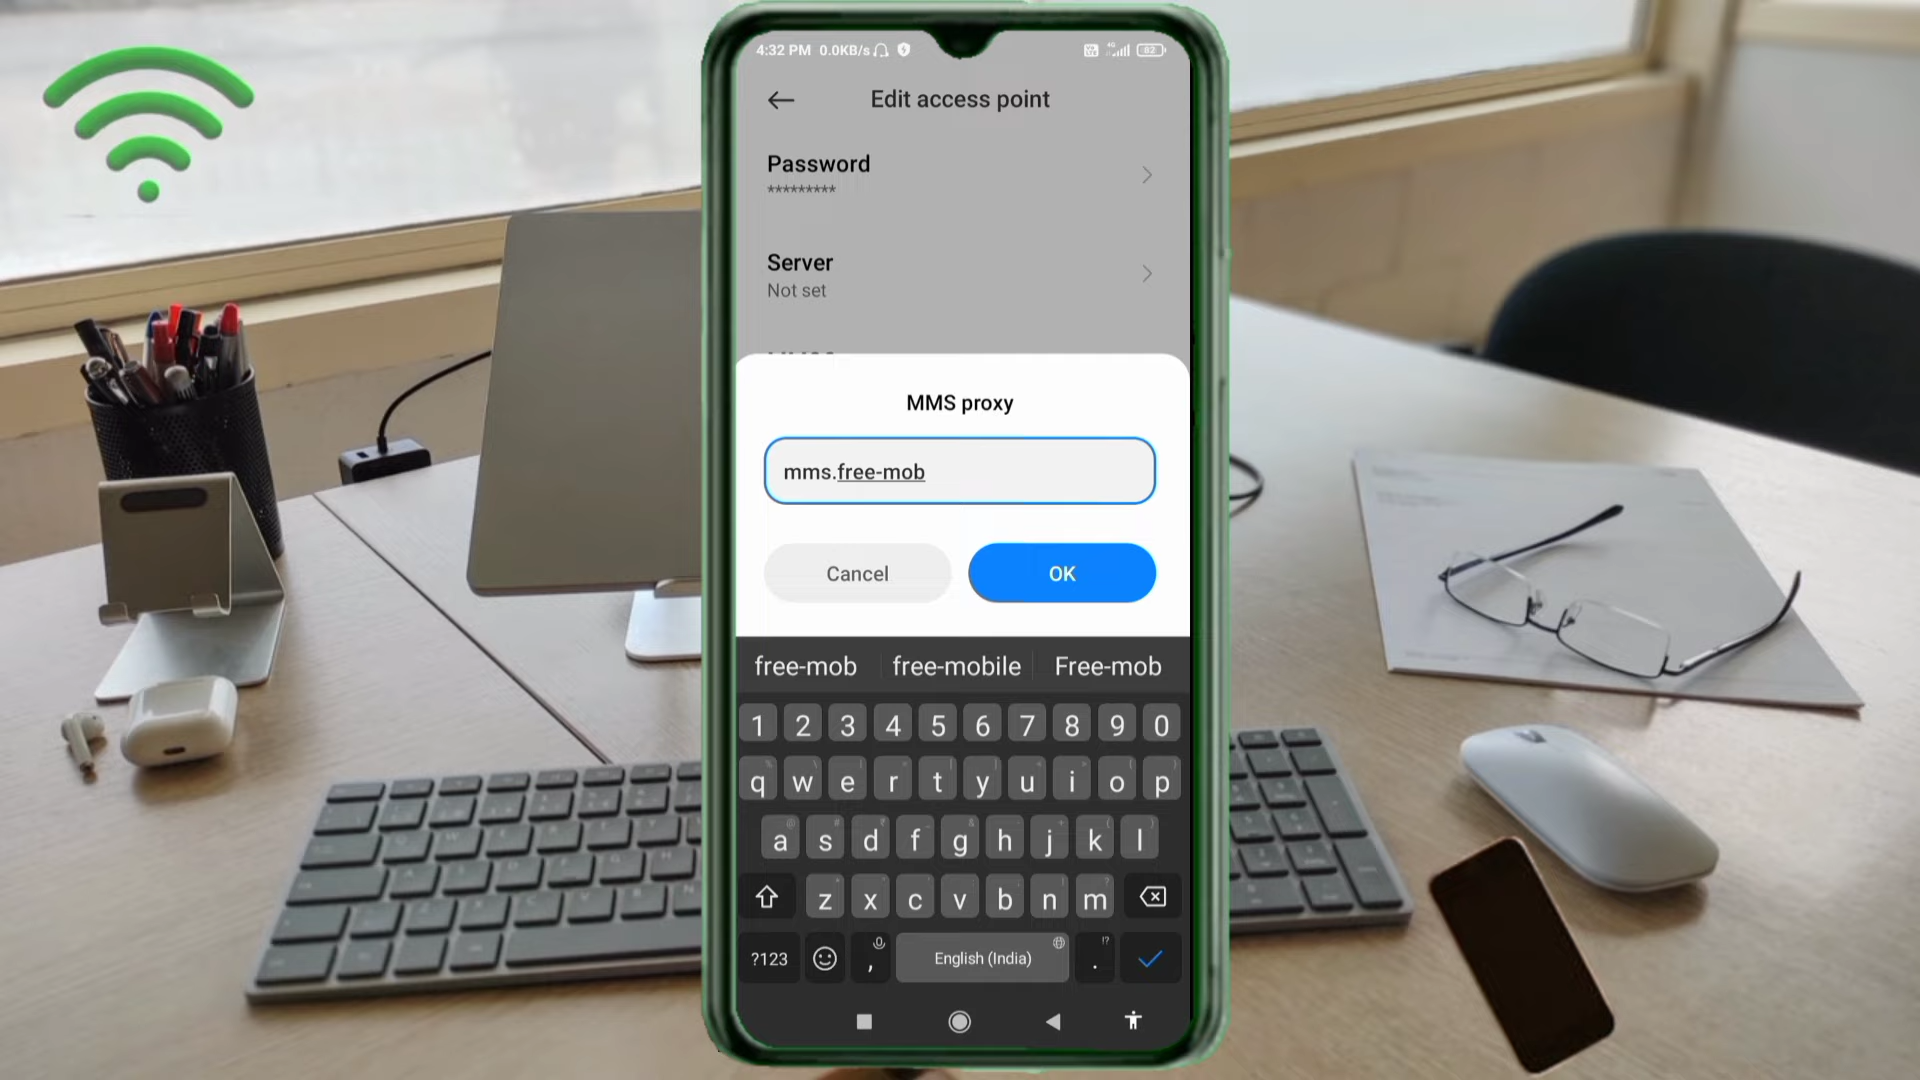 4:32 PM 0.0KB/s 82
Edit access point
Password
*********
Server
Not set
MMS proxy
mms.free-mob
Cancel OK
free-mob free-mobile Free-mob
1 2 3 4 5 6 7 8 9 0
q w e r t y u i o p
a s d f g h j k l
z x c v b n m
?123 , English (India) .